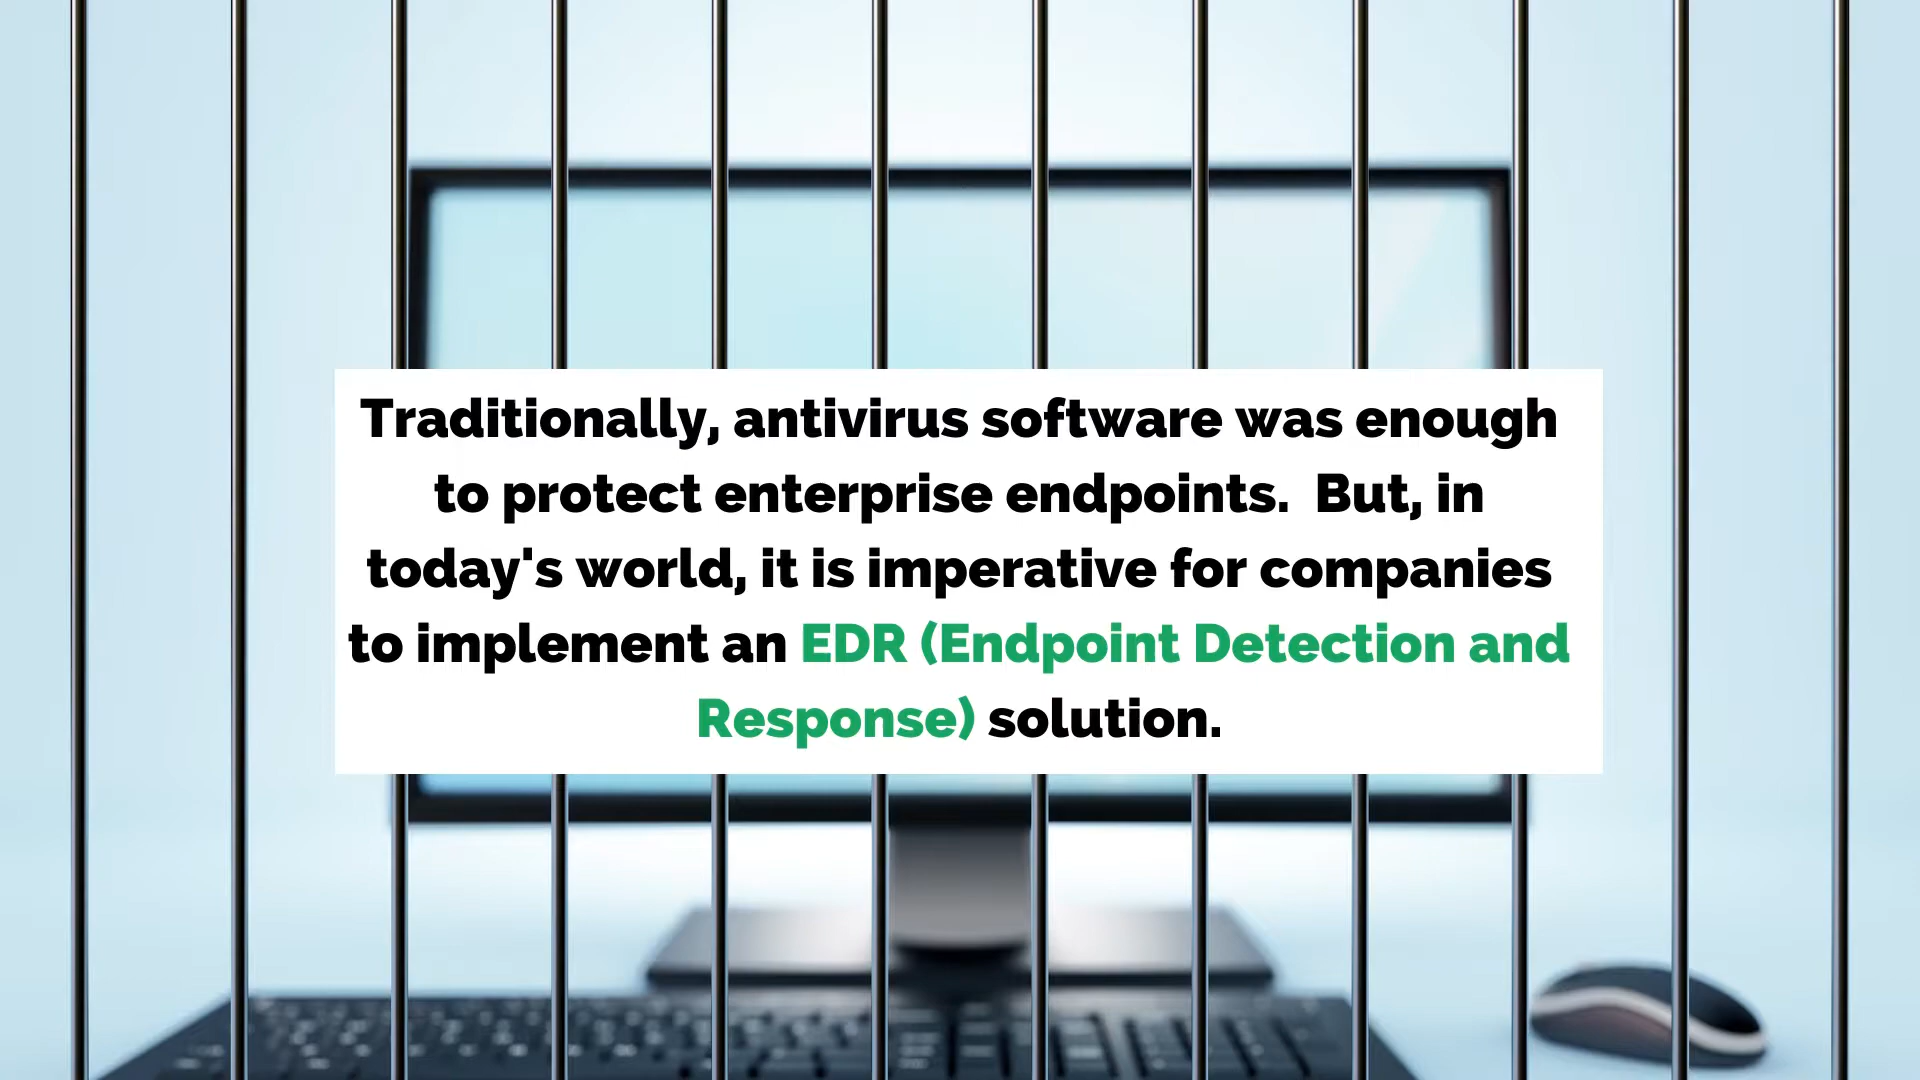 Traditionally, antivirus software was enough
to protect enterprise endpoints.  But, in
today's world, it is imperative for companies
to implement an EDR (Endpoint Detection and
Response) solution.